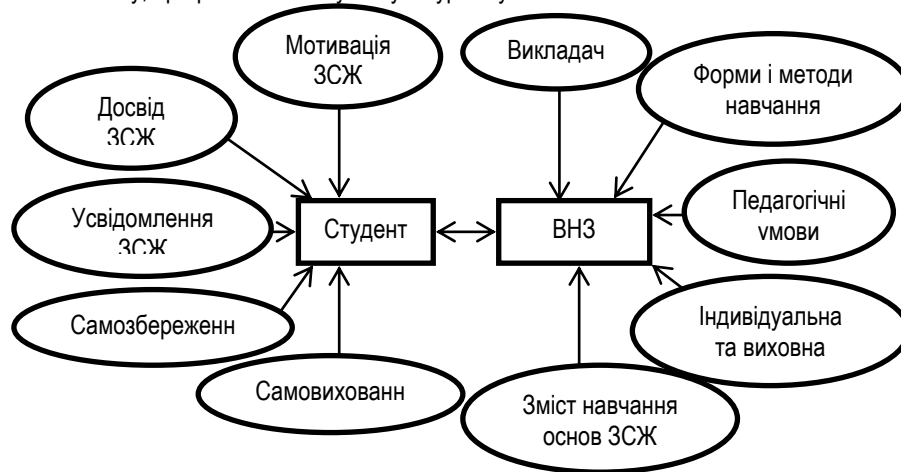 Мотивація
ЗСЖ
Викладач
Форми і методи
навчання
Досвід
ЗСЖ
Усвідомлення
ЗСЖ
Студент
ВНЗ
Педагогічні
умови
Самозбереженн
Індивідуальна
та виховна
Самовихованн
Зміст навчання
основ ЗСЖ